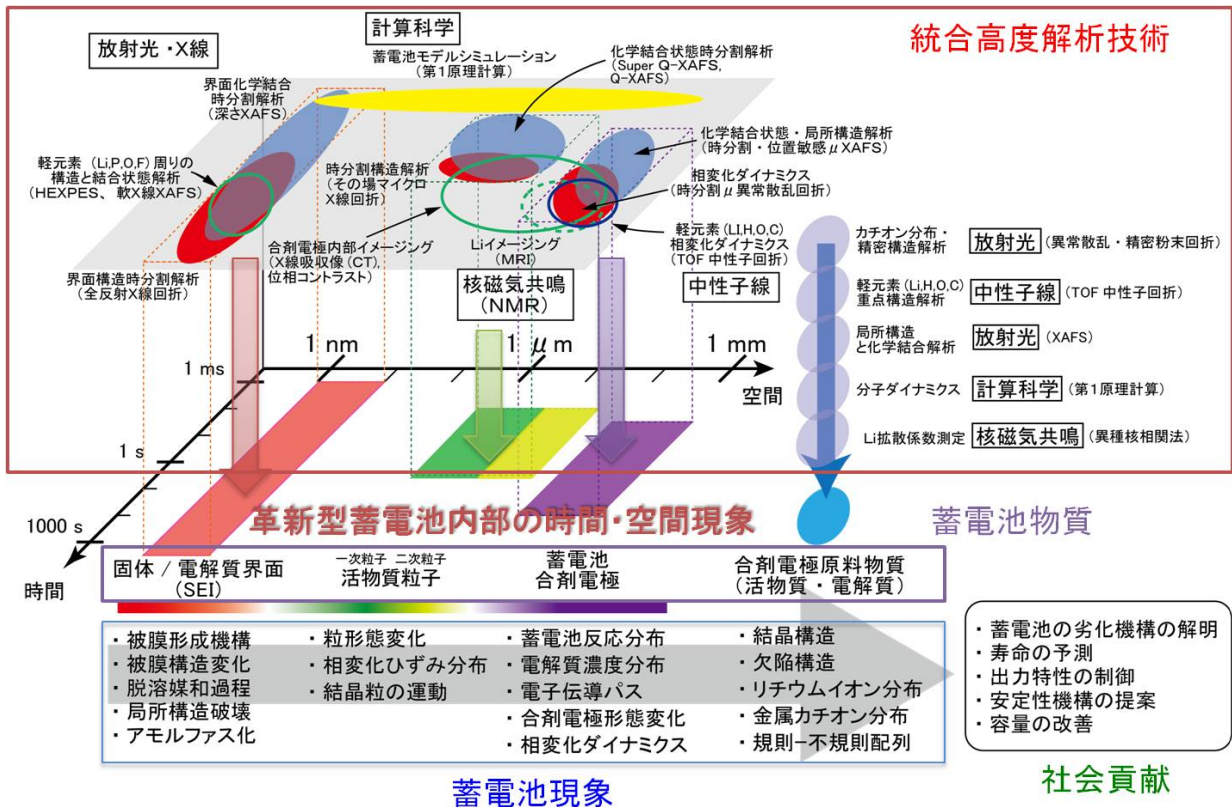 統合高度解析技術
放射光・X線
計算科学
蓄電池モデルシミュレーション
(第1原理計算)
化学結合状態時分割解析
(Super Q-XAFS,
Q-XAFS)
界面化学結合
時分割解析
(深さXAFS)
化学結合状態・局所構造解析
(時分割・位置敏感μXAFS)
軽元素 (Li,P,O,F) 周りの
構造と結合状態解析
(HEXPES、軟X線XAFS)
時分割構造解析
(その場マイクロ
X線回折)
相変化ダイナミクス
(時分割μ異常散乱回折)
合剤電極内部イメージング
(X線吸収像(CT),
位相コントラスト)
Liイメージング
(MRI)
軽元素(LI,H,O,C)
相変化ダイナミクス
(TOF 中性子回折)
界面構造時分割解析
(全反射X線回折)
核磁気共鳴
(NMR)
中性子線
カチオン分布・
精密構造解析
放射光
(異常散乱・精密粉末回折)
軽元素(Li,H,O,C)
重点構造解析
中性子線
(TOF 中性子回折)
局所構造
と化学結合解析
放射光
(XAFS)
分子ダイナミクス
計算科学
(第1原理計算)
Li拡散係数測定
核磁気共鳴
(異種核相関法)
1 nm
1 μm
1 mm
空間
1 ms
1 s
1000 s
時間
革新型蓄電池内部の時間・空間現象
蓄電池物質
固体 / 電解質界面
(SEI)
一次粒子 二次粒子
活物質粒子
蓄電池
合剤電極
合剤電極原料物質
(活物質・電解質)
・被膜形成機構
・被膜構造変化
・脱溶媒和過程
・局所構造破壊
・アモルファス化
・粒形態変化
・相変化ひずみ分布
・結晶粒の運動
・蓄電池反応分布
・電解質濃度分布
・電子伝導パス
・合剤電極形態変化
・相変化ダイナミクス
・結晶構造
・欠陥構造
・リチウムイオン分布
・金属カチオン分布
・規則−不規則配列
・蓄電池の劣化機構の解明
・寿命の予測
・出力特性の制御
・安定性機構の提案
・容量の改善
蓄電池現象
社会貢献